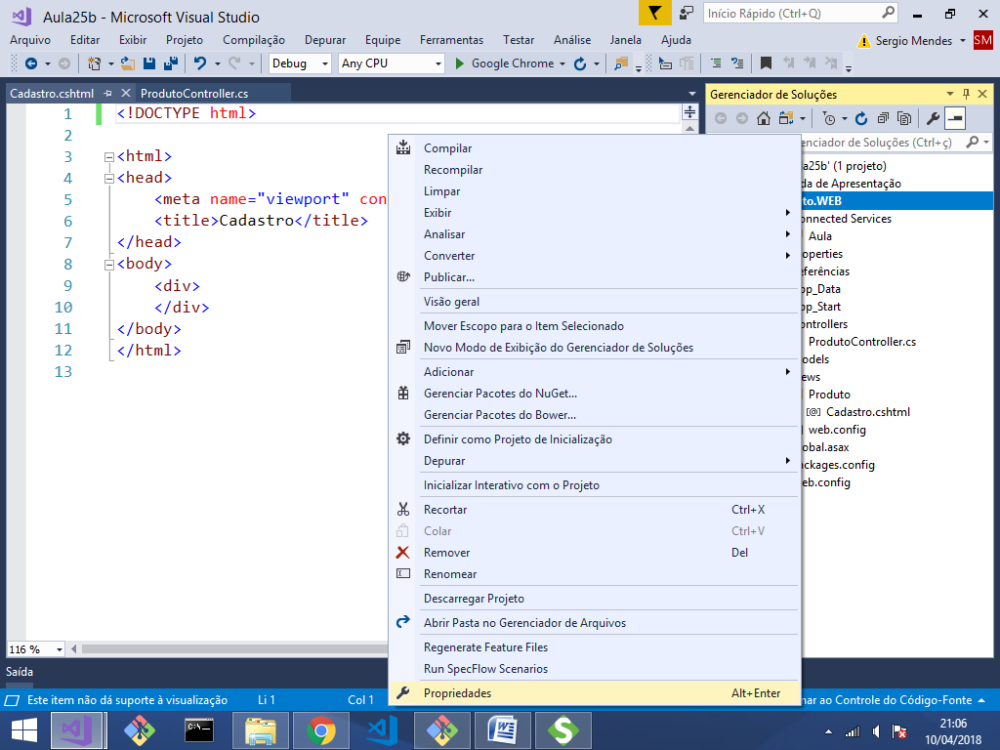 Aula25b - Microsoft Visual Studio
Início Rápido (Ctrl+Q)
Arquivo Editar Exibir Projeto Compilação Depurar Equipe Ferramentas Testar Análise Janela Ajuda
Sergio Mendes SM
Debug Any CPU Google Chrome
Cadastro.cshtml ProdutoController.cs
1 <!DOCTYPE html>
2
3 <html>
4 <head>
5 <meta name="viewport" con
6 <title>Cadastro</title>
7 </head>
8 <body>
9 <div>
10 </div>
11 </body>
12 </html>
13
116 %
Compilar
Recompilar
Limpar
Exibir
Analisar
Converter
Publicar...
Visão geral
Mover Escopo para o Item Selecionado
Novo Modo de Exibição do Gerenciador de Soluções
Adicionar
Gerenciar Pacotes do NuGet...
Gerenciar Pacotes do Bower...
Definir como Projeto de Inicialização
Depurar
Inicializar Interativo com o Projeto
Recortar Ctrl+X
Colar Ctrl+V
Remover Del
Renomear
Descarregar Projeto
Abrir Pasta no Gerenciador de Arquivos
Regenerate Feature Files
Run SpecFlow Scenarios
Propriedades Alt+Enter
Gerenciador de Soluções
enciador de Soluções (Ctrl+ç)
la25b' (1 projeto)
da de Apresentação
to.WEB
onnected Services
Aula
operties
eferências
pp_Data
pp_Start
ontrollers
ProdutoController.cs
odels
ews
Produto
[@] Cadastro.cshtml
web.config
obal.asax
ackages.config
eb.config
Saída
Este item não dá suporte à visualização Li 1 Col 1
nar ao Controle do Código-Fonte
C:\_
21:06
10/04/2018